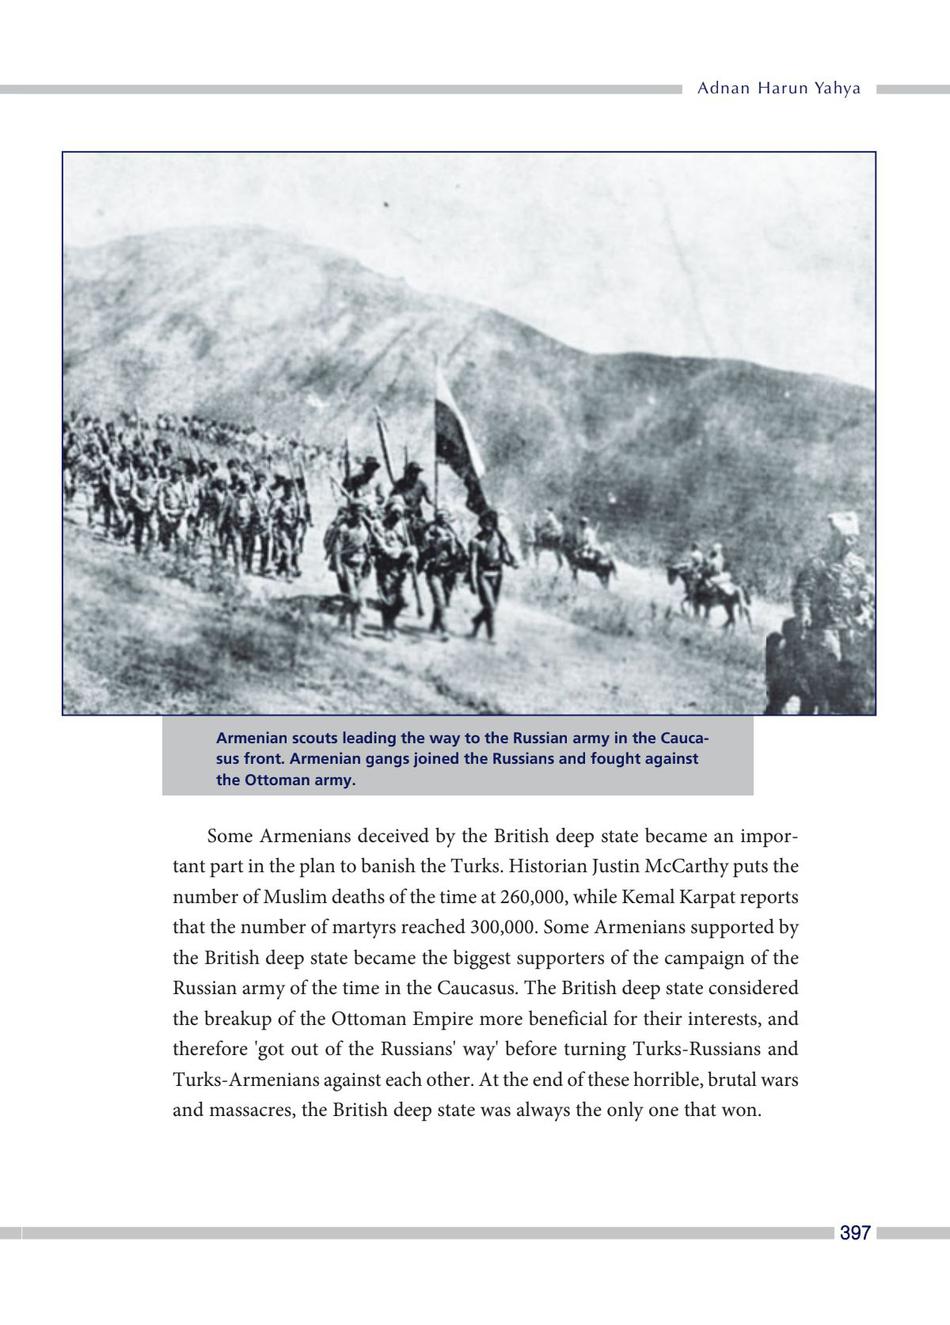 Adnan Harun Yahya
Armenian scouts leading the way to the Russian army in the Cauca-
sus front. Armenian gangs joined the Russians and fought against
the Ottoman army.
Some Armenians deceived by the British deep state became an impor-
tant part in the plan to banish the Turks. Historian Justin McCarthy puts the
number of Muslim deaths of the time at 260,000, while Kemal Karpat reports
that the number of martyrs reached 300,000. Some Armenians supported by
the British deep state became the biggest supporters of the campaign of the
Russian army of the time in the Caucasus. The British deep state considered
the breakup of the Ottoman Empire more beneficial for their interests, and
therefore 'got out of the Russians' way' before turning Turks-Russians and
Turks-Armenians against each other. At the end of these horrible, brutal wars
and massacres, the British deep state was always the only one that won.
397